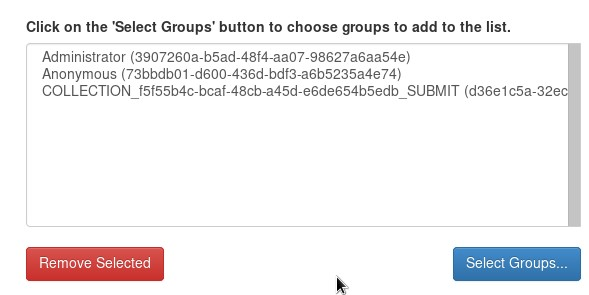 Click on the 'Select Groups' button to choose groups to add to the list.
Administrator (3907260a-b5ad-48f4-aa07-98627a6aa54e)
Anonymous (73bbdb01-d600-436d-bdf3-a6b5235a4e74)
COLLECTION_f5f55b4c-bcaf-48cb-a45d-e6de654b5edb_SUBMIT (d36e1c5a-32ec
Remove Selected
Select Groups...